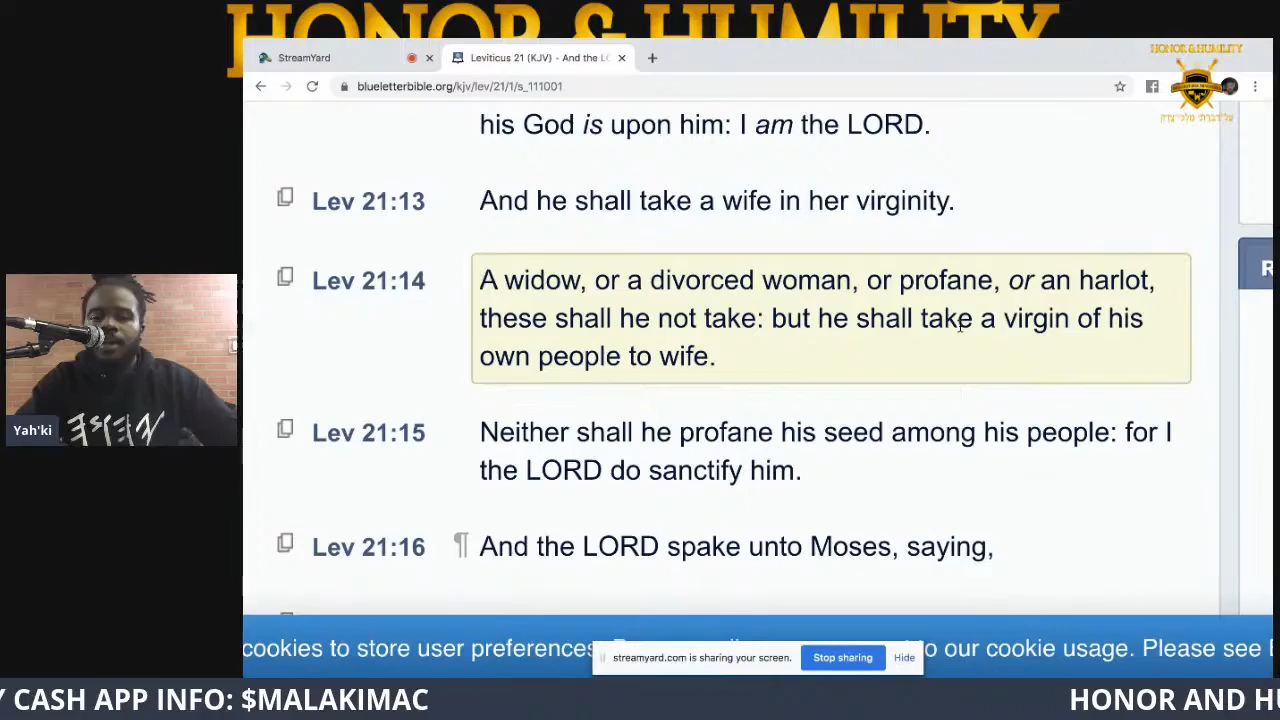 HONOR & HUMILITY
StreamYard
Leviticus 21 (KJV) - And the LO
HONOR & HUMILITY
blueletterbible.org/kjv/lev/21/1/s_111001
his God is upon him: I am the LORD.
Lev 21:13 And he shall take a wife in her virginity.
Lev 21:14 A widow, or a divorced woman, or profane, or an harlot,
these shall he not take: but he shall take a virgin of his
own people to wife.
R
Yah'ki
Lev 21:15 Neither shall he profane his seed among his people: for I
the LORD do sanctify him.
Lev 21:16 ¶ And the LORD spake unto Moses, saying,
cookies to store user preferences. to our cookie usage. Please see
streamyard.com is sharing your screen. Stop sharing Hide
Y CASH APP INFO: $MALAKIMAC HONOR AND HU